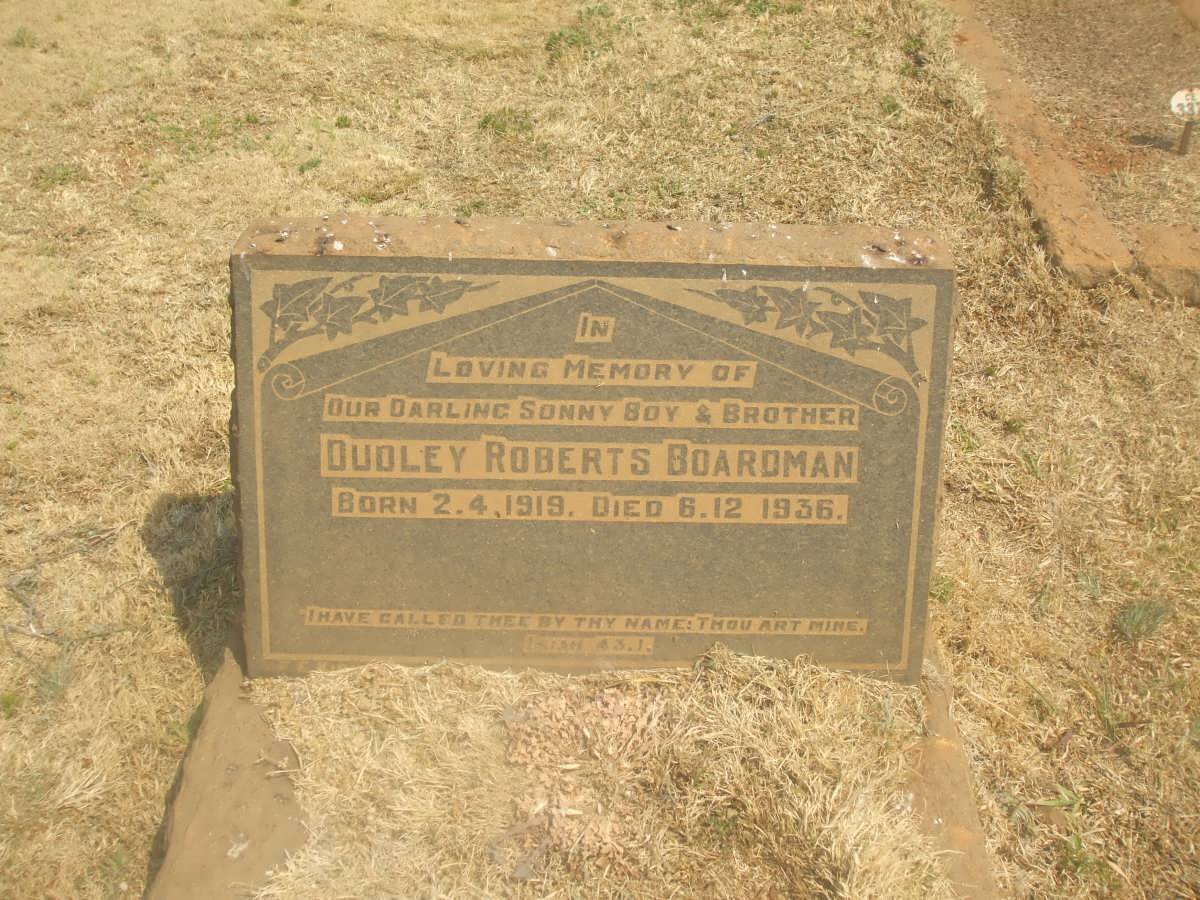 IN
LOVING MEMORY OF
OUR DARLING SONNY BOY & BROTHER
DUDLEY ROBERTS BOARDMAN
BORN 2.4.1919. DIED 6.12 1936.
I HAVE CALLED THEE BY THY NAME: THOU ART MINE.
ISIAH 43.1.